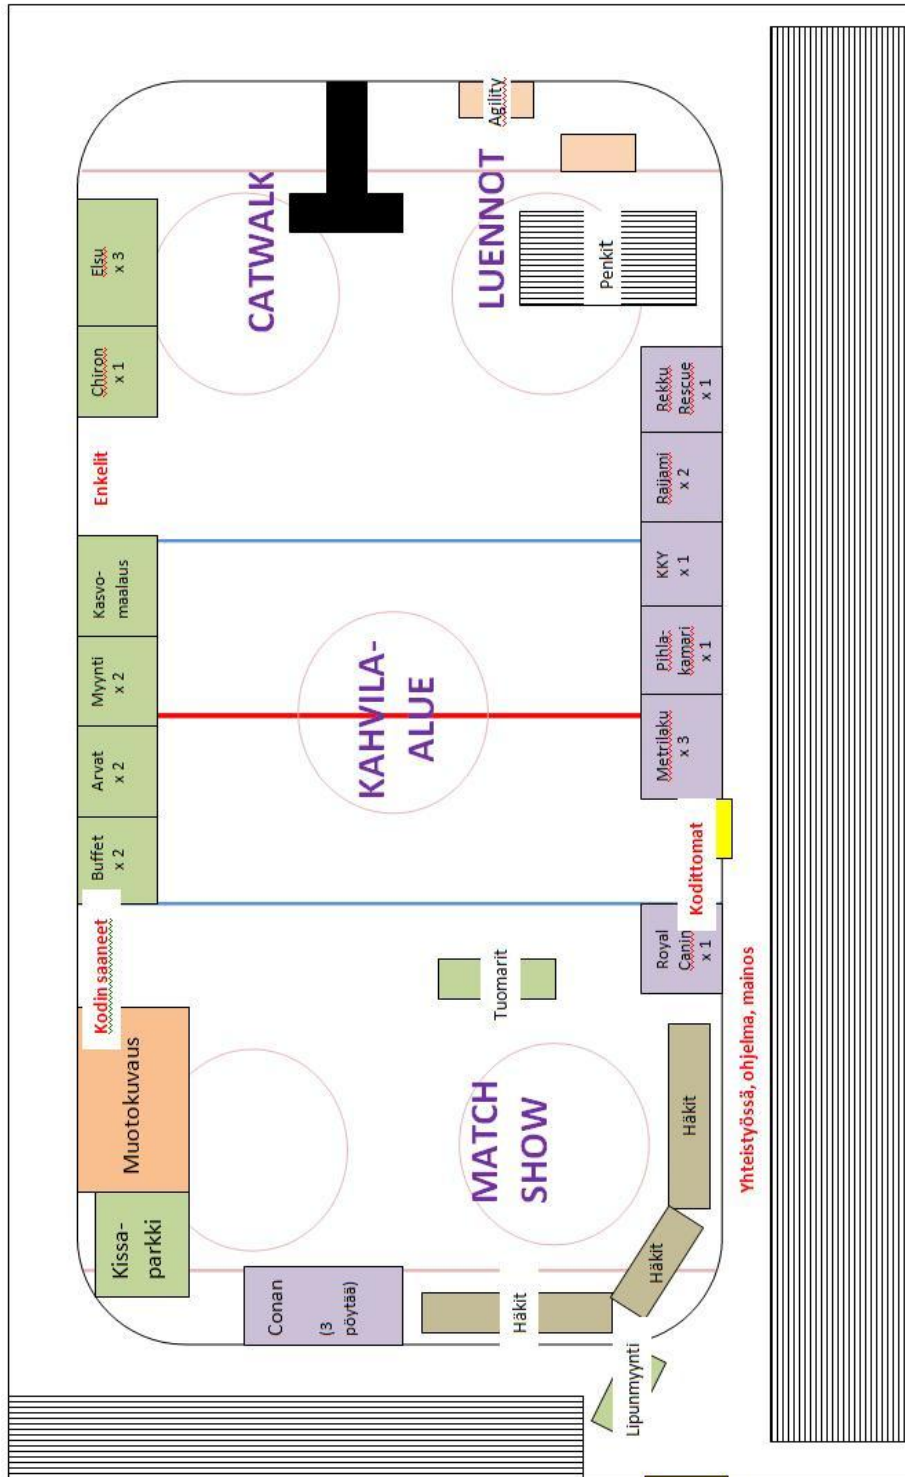 Elsu
x 3
Chiron
x 1
Enkelit
Kasvo-
maalaus
Myynti
x 2
Arvat
x 2
Buffet
x 2
Kodin saaneet
Muotokuvaus
Kissa-
parkki
CATWALK
LUENNOT
Agility
Penkit
KAHVILA-
ALUE
Tuomarit
MATCH
SHOW
Conan
(3
pöytää)
Häkit
Häkit
Häkit
Lipunmyynti
Rekku
Rescue
x 1
Raijami
x 2
KKY
x 1
Pihla-
kamari
x 1
Metrilaku
x 3
Kodittomat
Royal
Canin
x 1
Yhteistyössä, ohjelma, mainos